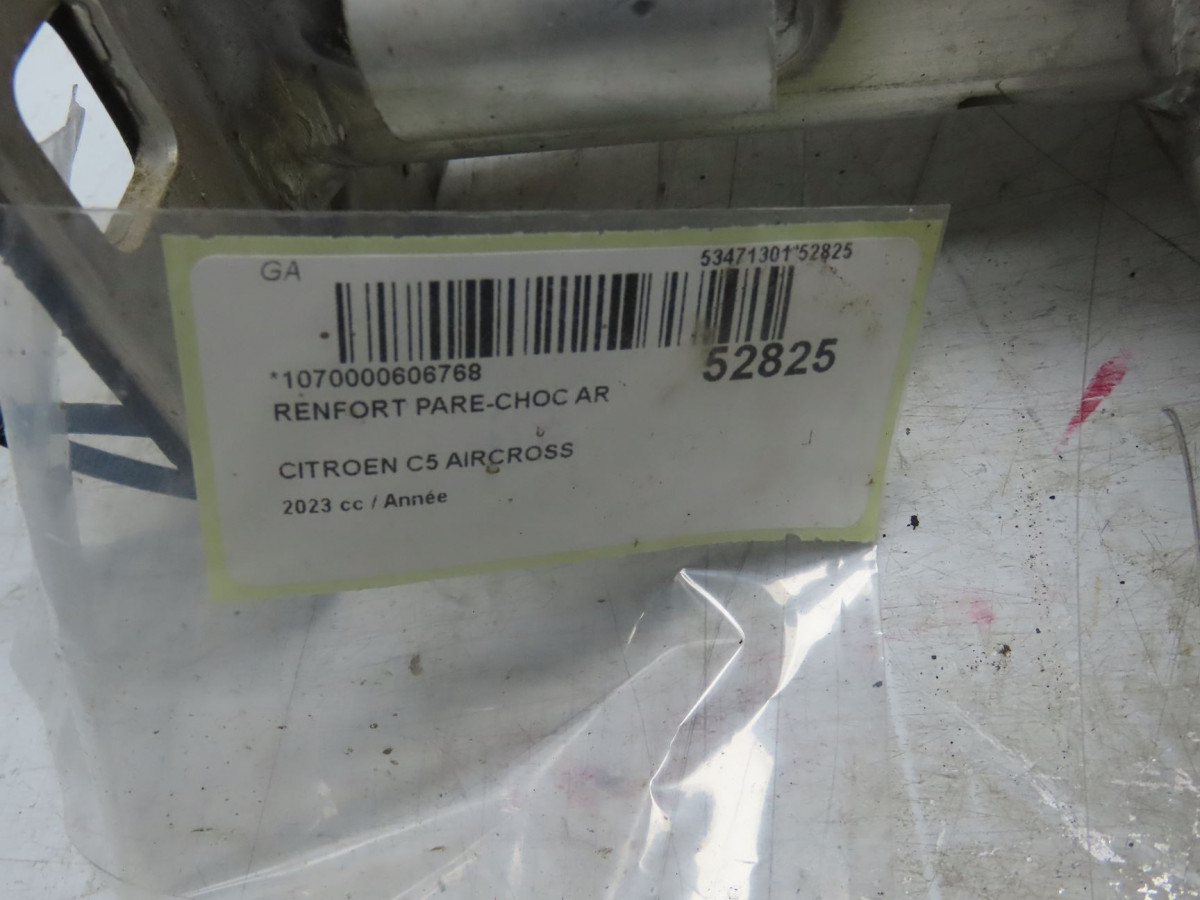 GA
53471301*52825
*1070000606768
52825
RENFORT PARE-CHOC AR
CITROEN C5 AIRCROSS
2023 cc / Année